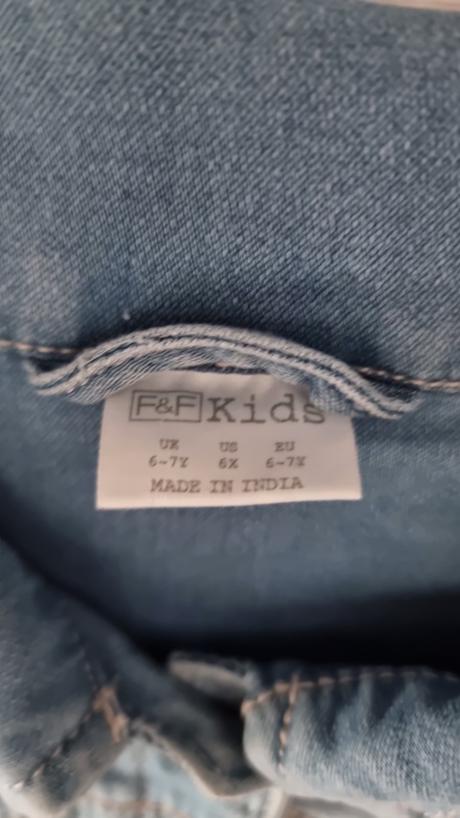 F&F Kids
UK US EU
6-7Y 6X 6-7Y
MADE IN INDIA